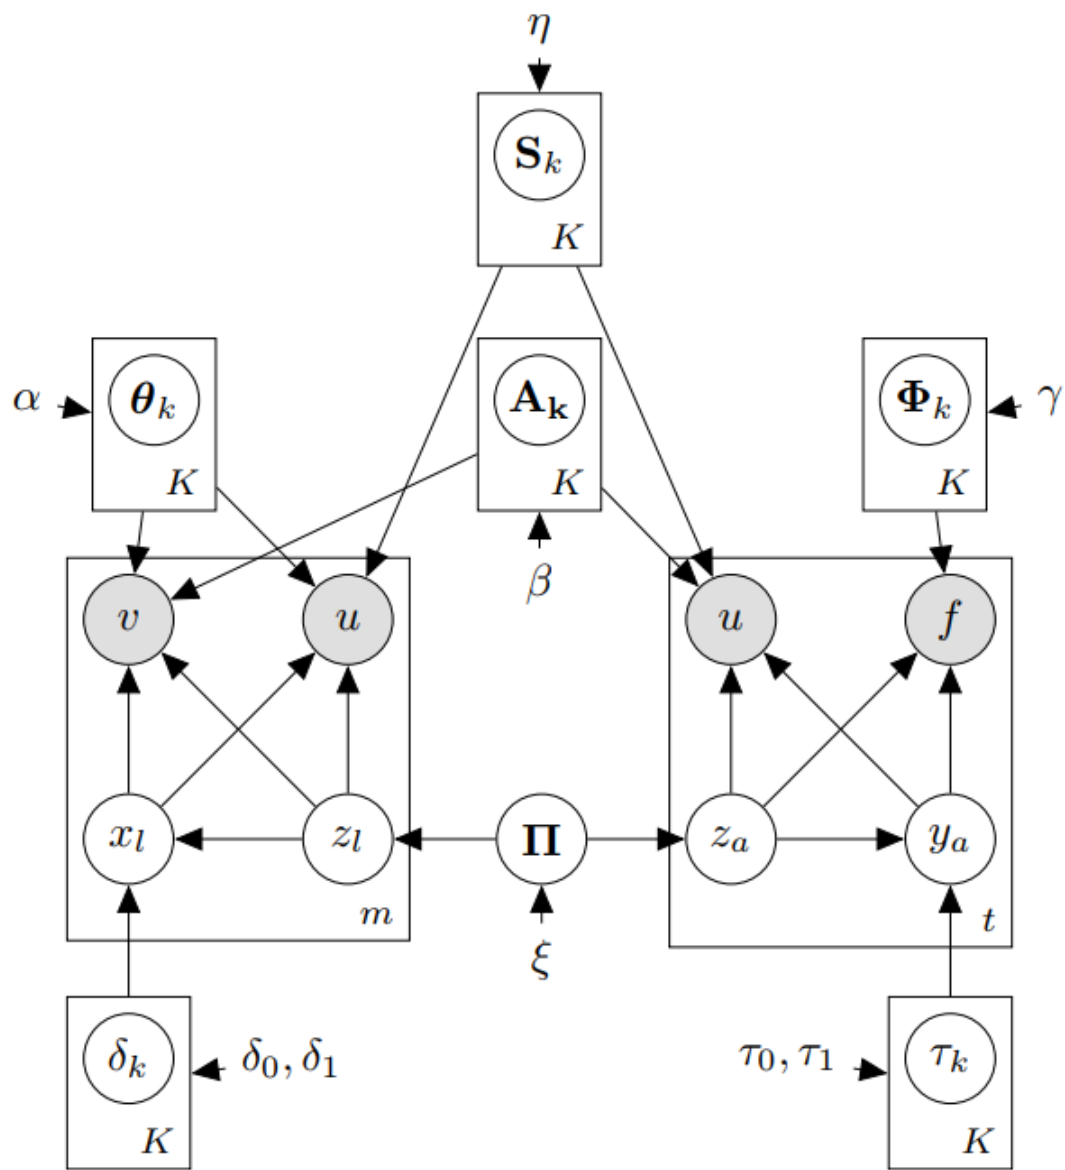 η
S_k
K
α θ_k A_k Φ_k γ
K K K
β
v u u f
x_l z_l Π z_a y_a
m t
ξ
δ_k δ_0, δ_1 τ_0, τ_1 τ_k
K K